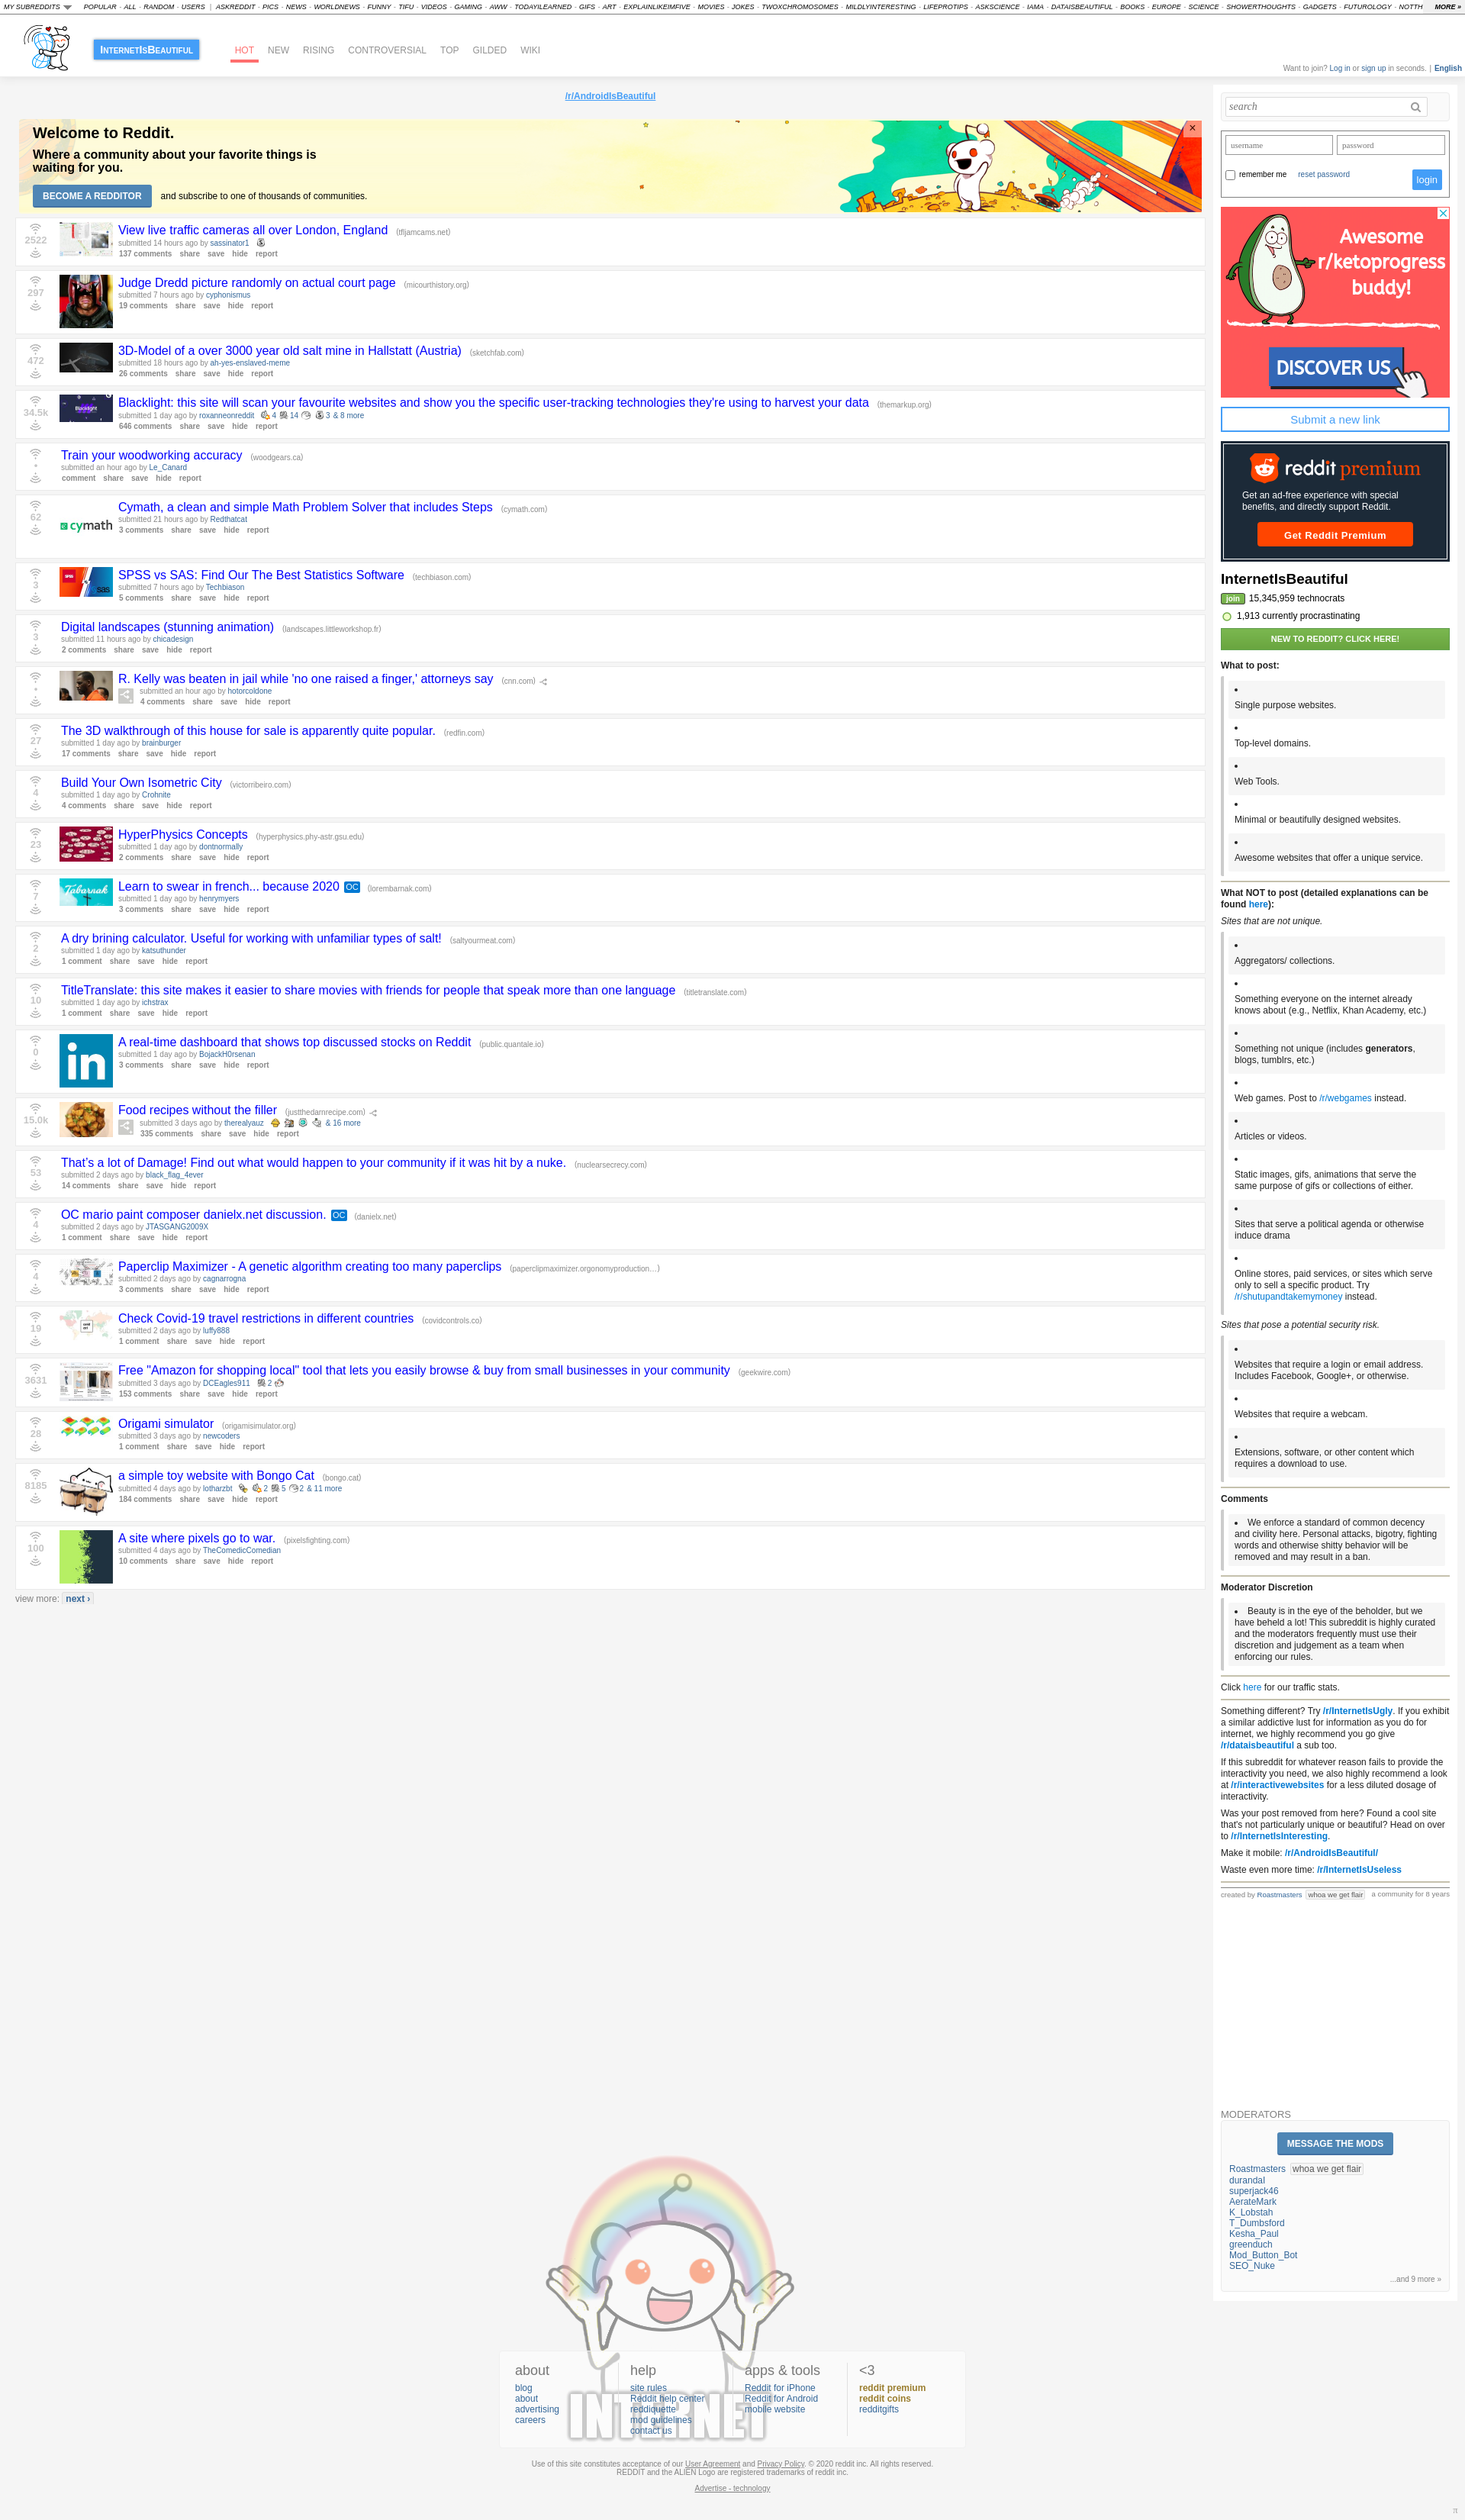 MY SUBREDDITS POPULAR - ALL - RANDOM - USERS | ASKREDDIT - PICS - NEWS - WORLDNEWS - FUNNY - TIFU - VIDEOS - GAMING - AWW - TODAYILEARNED - GIFS - ART - EXPLAINLIKEIMFIVE - MOVIES - JOKES - TWOXCHROMOSOMES - MILDLYINTERESTING - LIFEPROTIPS - ASKSCIENCE - IAMA - DATAISBEAUTIFUL - BOOKS - EUROPE - SCIENCE - SHOWERTHOUGHTS - GADGETS - FUTUROLOGY - NOTTH MORE »
InternetIsBeautiful HOT NEW RISING CONTROVERSIAL TOP GILDED WIKI
Want to join? Log in or sign up in seconds. | English
/r/AndroidIsBeautiful
Welcome to Reddit.
Where a community about your favorite things is
waiting for you.
BECOME A REDDITOR and subscribe to one of thousands of communities.
2522
View live traffic cameras all over London, England (tfljamcams.net)
submitted 14 hours ago by sassinator1
137 comments share save hide report
297
Judge Dredd picture randomly on actual court page (micourthistory.org)
submitted 7 hours ago by cyphonismus
19 comments share save hide report
472
3D-Model of a over 3000 year old salt mine in Hallstatt (Austria) (sketchfab.com)
submitted 18 hours ago by ah-yes-enslaved-meme
26 comments share save hide report
34.5k
Blacklight: this site will scan your favourite websites and show you the specific user-tracking technologies they're using to harvest your data (themarkup.org)
submitted 1 day ago by roxanneonreddit 4 14 3 & 8 more
646 comments share save hide report
•
Train your woodworking accuracy (woodgears.ca)
submitted an hour ago by Le_Canard
comment share save hide report
62
cymath
Cymath, a clean and simple Math Problem Solver that includes Steps (cymath.com)
submitted 21 hours ago by Redthatcat
3 comments share save hide report
3
SPSS vs SAS: Find Our The Best Statistics Software (techbiason.com)
submitted 7 hours ago by Techbiason
5 comments share save hide report
3
Digital landscapes (stunning animation) (landscapes.littleworkshop.fr)
submitted 11 hours ago by chicadesign
2 comments share save hide report
•
R. Kelly was beaten in jail while 'no one raised a finger,' attorneys say (cnn.com)
submitted an hour ago by hotorcoldone
4 comments share save hide report
27
The 3D walkthrough of this house for sale is apparently quite popular. (redfin.com)
submitted 1 day ago by brainburger
17 comments share save hide report
4
Build Your Own Isometric City (victorribeiro.com)
submitted 1 day ago by Crohnite
4 comments share save hide report
23
HyperPhysics Concepts (hyperphysics.phy-astr.gsu.edu)
submitted 1 day ago by dontnormally
2 comments share save hide report
7
Tabarnak
Learn to swear in french... because 2020 OC (lorembarnak.com)
submitted 1 day ago by henrymyers
3 comments share save hide report
2
A dry brining calculator. Useful for working with unfamiliar types of salt! (saltyourmeat.com)
submitted 1 day ago by katsuthunder
1 comment share save hide report
10
TitleTranslate: this site makes it easier to share movies with friends for people that speak more than one language (titletranslate.com)
submitted 1 day ago by ichstrax
1 comment share save hide report
0
in
A real-time dashboard that shows top discussed stocks on Reddit (public.quantale.io)
submitted 1 day ago by BojackH0rsenan
3 comments share save hide report
15.0k
Food recipes without the filler (justthedamrecipe.com)
submitted 3 days ago by therealyauz & 16 more
335 comments share save hide report
53
That's a lot of Damage! Find out what would happen to your community if it was hit by a nuke. (nuclearsecrecy.com)
submitted 2 days ago by black_flag_4ever
14 comments share save hide report
4
OC mario paint composer danielx.net discussion. OC (danielx.net)
submitted 2 days ago by JTASGANG2009X
1 comment share save hide report
4
Paperclip Maximizer - A genetic algorithm creating too many paperclips (paperclipmaximizer.orgonomyproduction…)
submitted 2 days ago by cagnarrogna
3 comments share save hide report
19
Check Covid-19 travel restrictions in different countries (covidcontrols.co)
submitted 2 days ago by luffy888
1 comment share save hide report
3631
Free "Amazon for shopping local" tool that lets you easily browse & buy from small businesses in your community (geekwire.com)
submitted 3 days ago by DCEagles911 2
153 comments share save hide report
28
Origami simulator (origamisimulator.org)
submitted 3 days ago by newcoders
1 comment share save hide report
8185
a simple toy website with Bongo Cat (bongo.cat)
submitted 4 days ago by lotharzbt 2 5 2 & 11 more
184 comments share save hide report
100
A site where pixels go to war. (pixelsfighting.com)
submitted 4 days ago by TheComedicComedian
10 comments share save hide report
view more: next ›
search
username password
remember me reset password login
Awesome
r/ketoprogress
buddy!
DISCOVER US
Submit a new link
reddit premium
Get an ad-free experience with special
benefits, and directly support Reddit.
Get Reddit Premium
InternetIsBeautiful
join 15,345,959 technocrats
1,913 currently procrastinating
NEW TO REDDIT? CLICK HERE!
What to post:
Single purpose websites.
Top-level domains.
Web Tools.
Minimal or beautifully designed websites.
Awesome websites that offer a unique service.
What NOT to post (detailed explanations can be
found here):
Sites that are not unique.
Aggregators/ collections.
Something everyone on the internet already
knows about (e.g., Netflix, Khan Academy, etc.)
Something not unique (includes generators,
blogs, tumblrs, etc.)
Web games. Post to /r/webgames instead.
Articles or videos.
Static images, gifs, animations that serve the
same purpose of gifs or collections of either.
Sites that serve a political agenda or otherwise
induce drama
Online stores, paid services, or sites which serve
only to sell a specific product. Try
/r/shutupandtakemymoney instead.
Sites that pose a potential security risk.
Websites that require a login or email address.
Includes Facebook, Google+, or otherwise.
Websites that require a webcam.
Extensions, software, or other content which
requires a download to use.
Comments
We enforce a standard of common decency
and civility here. Personal attacks, bigotry, fighting
words and otherwise shitty behavior will be
removed and may result in a ban.
Moderator Discretion
Beauty is in the eye of the beholder, but we
have beheld a lot! This subreddit is highly curated
and the moderators frequently must use their
discretion and judgement as a team when
enforcing our rules.
Click here for our traffic stats.
Something different? Try /r/InternetIsUgly. If you exhibit
a similar addictive lust for information as you do for
internet, we highly recommend you go give
/r/dataisbeautiful a sub too.
If this subreddit for whatever reason fails to provide the
interactivity you need, we also highly recommend a look
at /r/interactivewebsites for a less diluted dosage of
interactivity.
Was your post removed from here? Found a cool site
that's not particularly unique or beautiful? Head on over
to /r/InternetIsInteresting.
Make it mobile: /r/AndroidIsBeautiful/
Waste even more time: /r/InternetIsUseless
created by Roastmasters whoa we get flair a community for 8 years
MODERATORS
MESSAGE THE MODS
Roastmasters whoa we get flair
durandaI
superjack46
AerateMark
K_Lobstah
T_Dumbsford
Kesha_Paul
greenduch
Mod_Button_Bot
SEO_Nuke
...and 9 more »
INTERNET
about
blog
about
advertising
careers
help
site rules
Reddit help center
reddiquette
mod guidelines
contact us
apps & tools
Reddit for iPhone
Reddit for Android
mobile website
<3
reddit premium
reddit coins
redditgifts
Use of this site constitutes acceptance of our User Agreement and Privacy Policy. © 2020 reddit inc. All rights reserved.
REDDIT and the ALIEN Logo are registered trademarks of reddit inc.
Advertise - technology
π